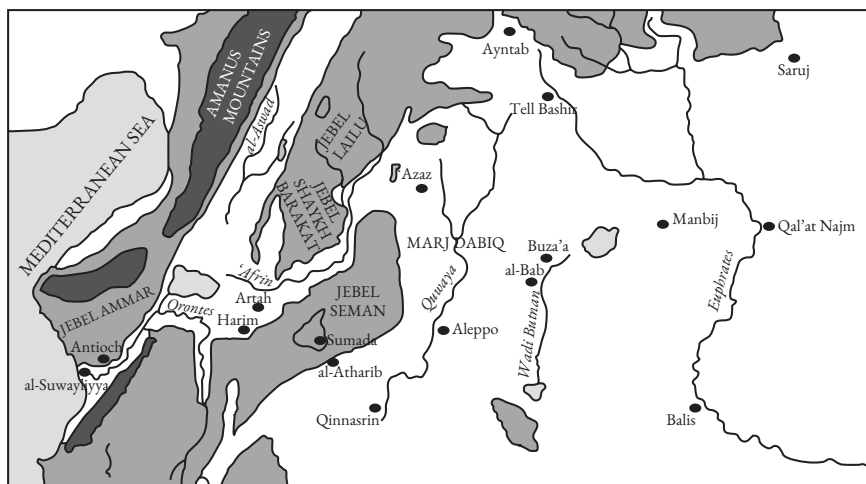 Ayntab
Saruj
AMANUS
MOUNTAINS
al-Aswad
Tell Bashir
MEDITERRANEAN SEA
JEBEL
LAILU
Azaz
JEBEL
SHAYKH
BARAKAT
Manbij
Qal'at Najm
MARJ DABIQ
Buza'a
al-Bab
'Afrin
Quwaya
Euphrates
Artah
JEBEL
SEMAN
Orontes
JEBEL AMMAR
Harim
Wadi Butnan
Aleppo
Sumada
Antioch
al-Atharib
al-Suwayliyya
Qinnasrin
Balis